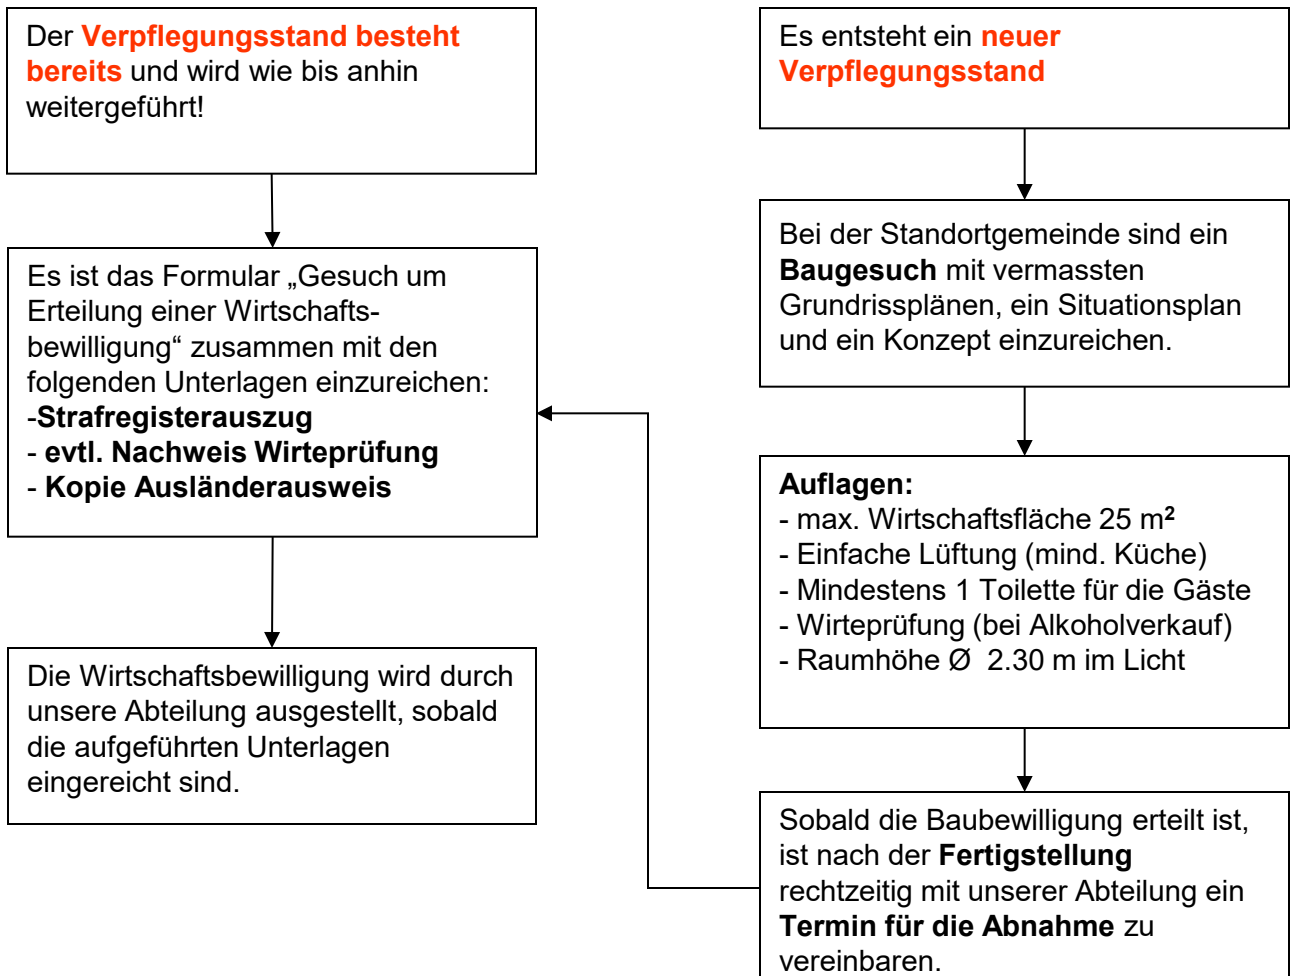 Der Verpflegungsstand besteht
bereits und wird wie bis anhin
weitergeführt!
Es ist das Formular „Gesuch um
Erteilung einer Wirtschafts-
bewilligung“ zusammen mit den
folgenden Unterlagen einzureichen:
-Strafregisterauszug
- evtl. Nachweis Wirteprüfung
- Kopie Ausländerausweis
Die Wirtschaftsbewilligung wird durch
unsere Abteilung ausgestellt, sobald
die aufgeführten Unterlagen
eingereicht sind.
Es entsteht ein neuer
Verpflegungsstand
Bei der Standortgemeinde sind ein
Baugesuch mit vermassten
Grundrissplänen, ein Situationsplan
und ein Konzept einzureichen.
Auflagen:
- max. Wirtschaftsfläche 25 m²
- Einfache Lüftung (mind. Küche)
- Mindestens 1 Toilette für die Gäste
- Wirteprüfung (bei Alkoholverkauf)
- Raumhöhe Ø 2.30 m im Licht
Sobald die Baubewilligung erteilt ist,
ist nach der Fertigstellung
rechtzeitig mit unserer Abteilung ein
Termin für die Abnahme zu
vereinbaren.